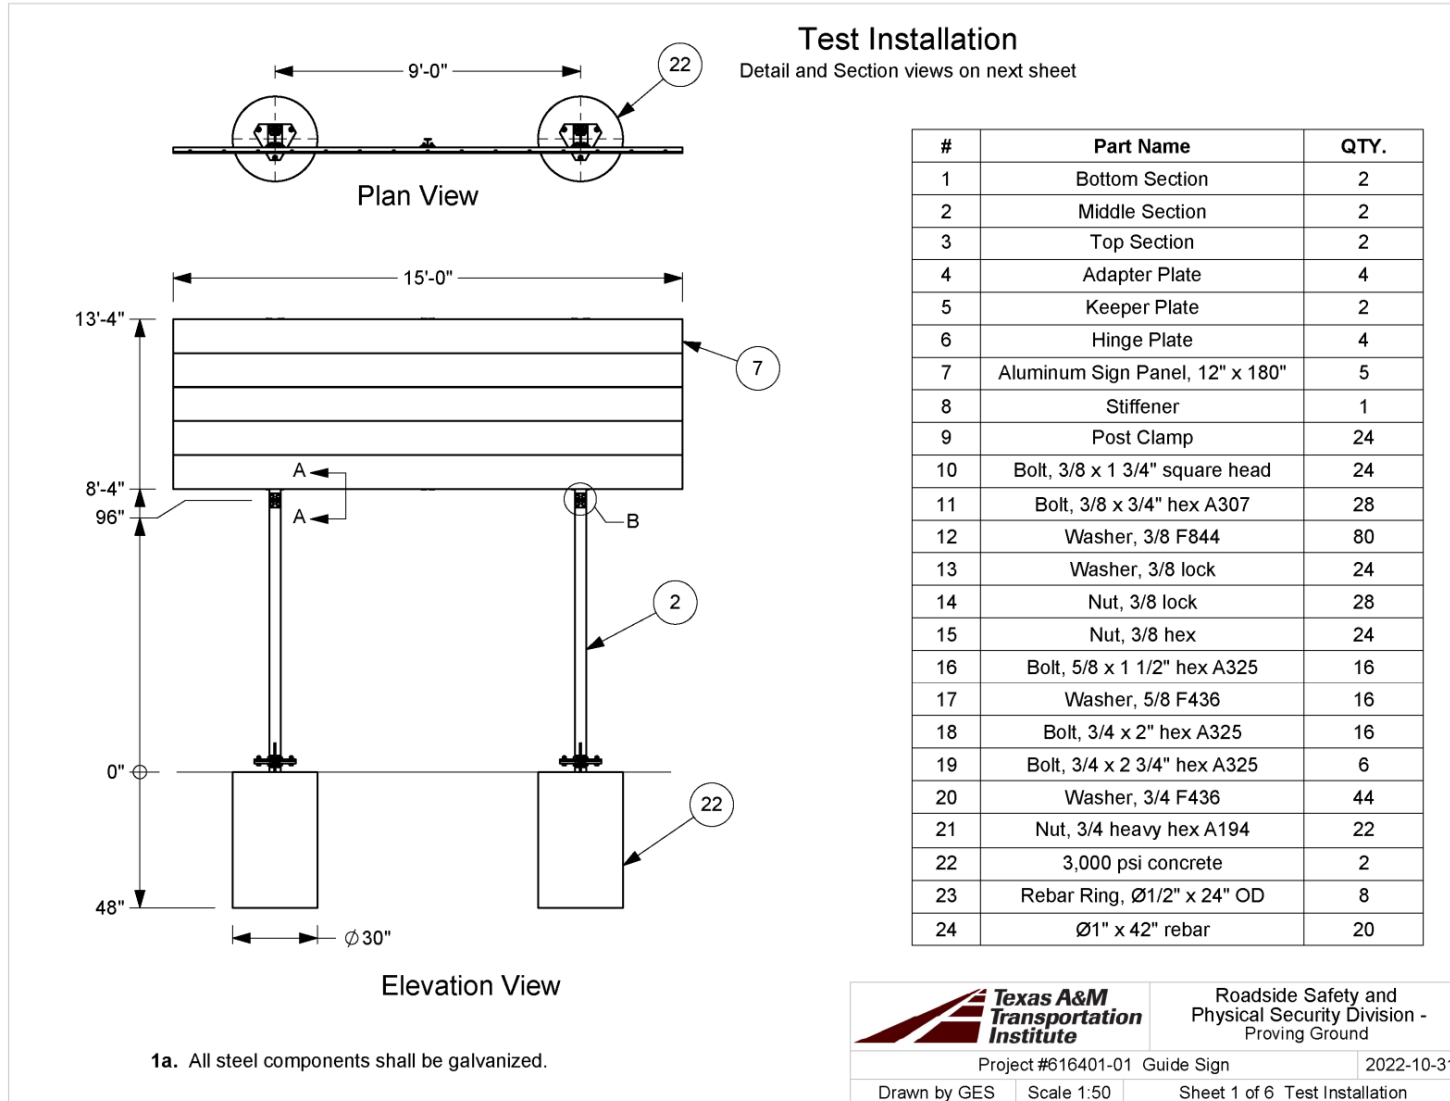 Test Installation
Detail and Section views on next sheet
9'-0"
22
Plan View
15'-0"
13'-4"
7
8'-4"
96"
A
A
B
2
0"
22
48"
Ø30"
Elevation View
1a. All steel components shall be galvanized.
# Part Name QTY.
1 Bottom Section 2
2 Middle Section 2
3 Top Section 2
4 Adapter Plate 4
5 Keeper Plate 2
6 Hinge Plate 4
7 Aluminum Sign Panel, 12" x 180" 5
8 Stiffener 1
9 Post Clamp 24
10 Bolt, 3/8 x 1 3/4" square head 24
11 Bolt, 3/8 x 3/4" hex A307 28
12 Washer, 3/8 F844 80
13 Washer, 3/8 lock 24
14 Nut, 3/8 lock 28
15 Nut, 3/8 hex 24
16 Bolt, 5/8 x 1 1/2" hex A325 16
17 Washer, 5/8 F436 16
18 Bolt, 3/4 x 2" hex A325 16
19 Bolt, 3/4 x 2 3/4" hex A325 6
20 Washer, 3/4 F436 44
21 Nut, 3/4 heavy hex A194 22
22 3,000 psi concrete 2
23 Rebar Ring, Ø1/2" x 24" OD 8
24 Ø1" x 42" rebar 20
Texas A&M
Transportation
Institute
Roadside Safety and
Physical Security Division -
Proving Ground
Project #616401-01 Guide Sign 2022-10-31
Drawn by GES Scale 1:50 Sheet 1 of 6 Test Installation